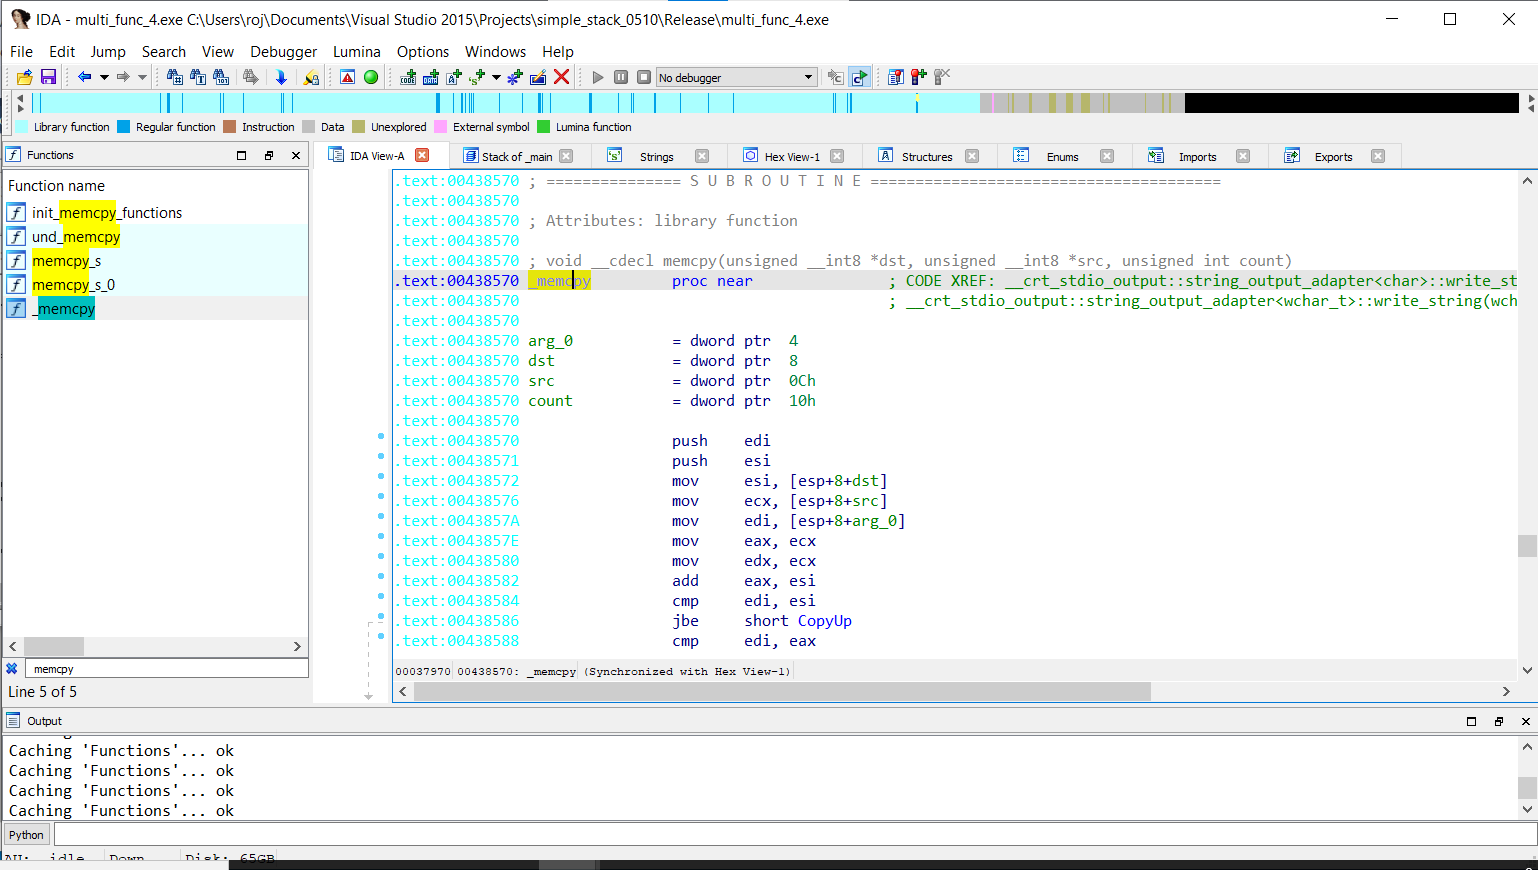 IDA - multi_func_4.exe C:\Users\roj\Documents\Visual Studio 2015\Projects\simple_stack_0510\Release\multi_func_4.exe
File Edit Jump Search View Debugger Lumina Options Windows Help
No debugger
Library function Regular function Instruction Data Unexplored External symbol Lumina function
Functions
Function name
init_memcpy_functions
und_memcpy
memcpy_s
memcpy_s_0
_memcpy
memcpy
Line 5 of 5
IDA View-A Stack of _main Strings Hex View-1 Structures Enums Imports Exports
.text:00438570 ; =============== S U B R O U T I N E =======================================
.text:00438570
.text:00438570 ; Attributes: library function
.text:00438570
.text:00438570 ; void __cdecl memcpy(unsigned __int8 *dst, unsigned __int8 *src, unsigned int count)
.text:00438570 _memcpy proc near ; CODE XREF: __crt_stdio_output::string_output_adapter<char>::write_st
.text:00438570 ; __crt_stdio_output::string_output_adapter<wchar_t>::write_string(wch
.text:00438570
.text:00438570 arg_0 = dword ptr 4
.text:00438570 dst = dword ptr 8
.text:00438570 src = dword ptr 0Ch
.text:00438570 count = dword ptr 10h
.text:00438570
.text:00438570 push edi
.text:00438571 push esi
.text:00438572 mov esi, [esp+8+dst]
.text:00438576 mov ecx, [esp+8+src]
.text:0043857A mov edi, [esp+8+arg_0]
.text:0043857E mov eax, ecx
.text:00438580 mov edx, ecx
.text:00438582 add eax, esi
.text:00438584 cmp edi, esi
.text:00438586 jbe short CopyUp
.text:00438588 cmp edi, eax
00037970 00438570: _memcpy (Synchronized with Hex View-1)
Output
Caching 'Functions'... ok
Caching 'Functions'... ok
Caching 'Functions'... ok
Caching 'Functions'... ok
Python
AU: idle Down Disk: 65GB